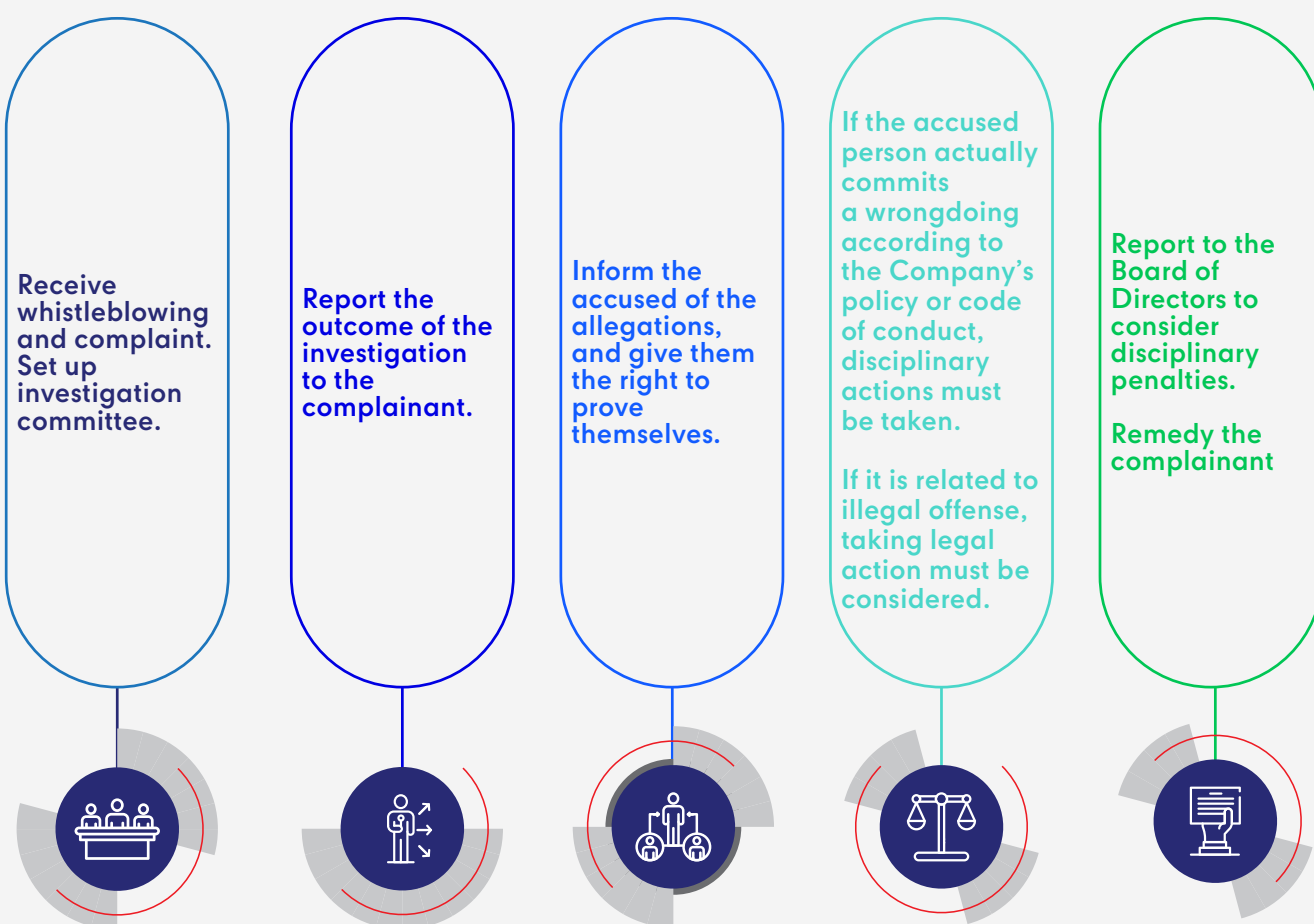 Receive
whistleblowing
and complaint.
Set up
investigation
committee.
Report the
outcome of the
investigation
to the
complainant.
Inform the
accused of the
allegations,
and give them
the right to
prove
themselves.
If the accused
person actually
commits
a wrongdoing
according to
the Company’s
policy or code
of conduct,
disciplinary
actions must
be taken.
If it is related to
illegal offense,
taking legal
action must be
considered.
Report to the
Board of
Directors to
consider
disciplinary
penalties.
Remedy the
complainant